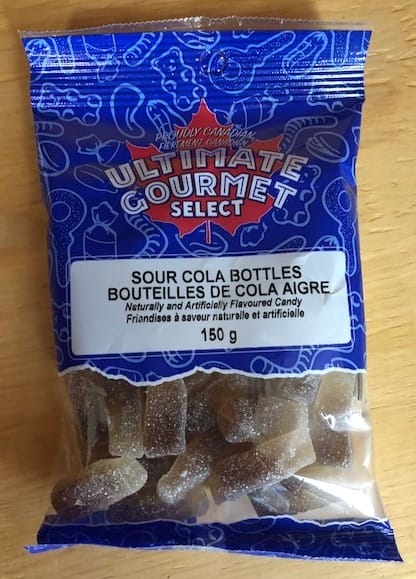 PROUDLY CANADIAN
FIÈREMENT CANADIEN
ULTIMATE
GOURMET
SELECT
SOUR COLA BOTTLES
BOUTEILLES DE COLA AIGRE
Naturally and Artificially Flavoured Candy
Friandises à saveur naturelle et artificielle
150 g